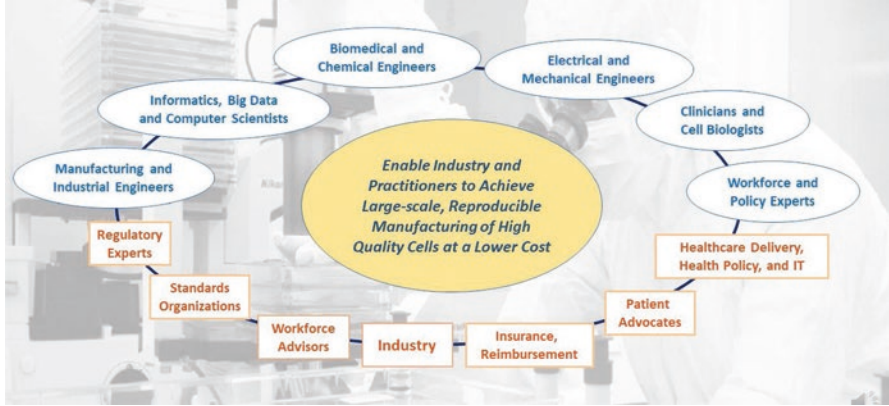 Biomedical and
Chemical Engineers
Electrical and
Mechanical Engineers
Informatics, Big Data
and Computer Scientists
Clinicians and
Cell Biologists
Manufacturing and
Industrial Engineers
Enable Industry and
Practitioners to Achieve
Large-scale, Reproducible
Manufacturing of High
Quality Cells at a Lower Cost
Workforce and
Policy Experts
Regulatory
Experts
Healthcare Delivery,
Health Policy, and IT
Standards
Organizations
Patient
Advocates
Workforce
Advisors
Industry
Insurance,
Reimbursement